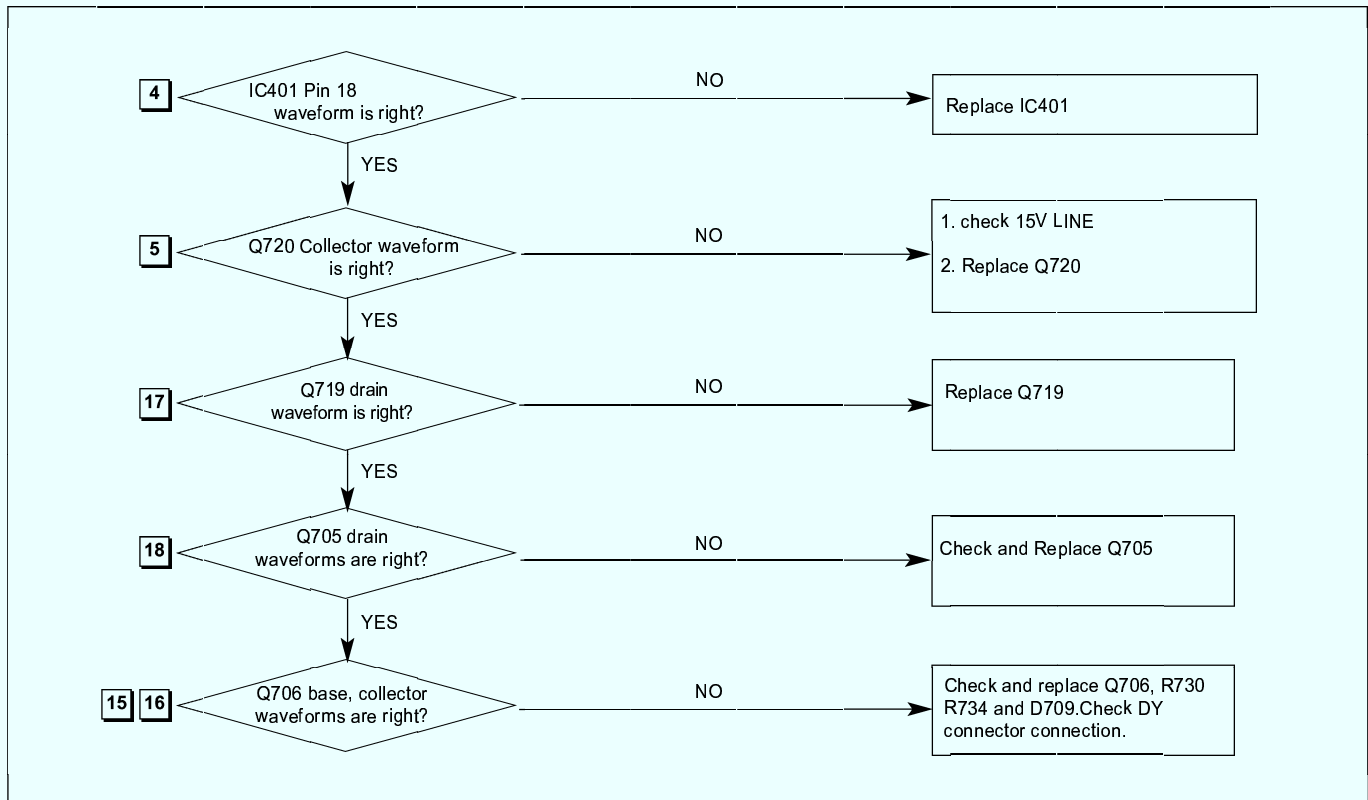 4
IC401 Pin 18
waveform is right?
NO
Replace IC401
YES
5
Q720 Collector waveform
is right?
NO
1. check 15V LINE
2. Replace Q720
YES
17
Q719 drain
waveform is right?
NO
Replace Q719
YES
18
Q705 drain
waveforms are right?
NO
Check and Replace Q705
YES
15 16
Q706 base, collector
waveforms are right?
NO
Check and replace Q706, R730
R734 and D709.Check DY
connector connection.